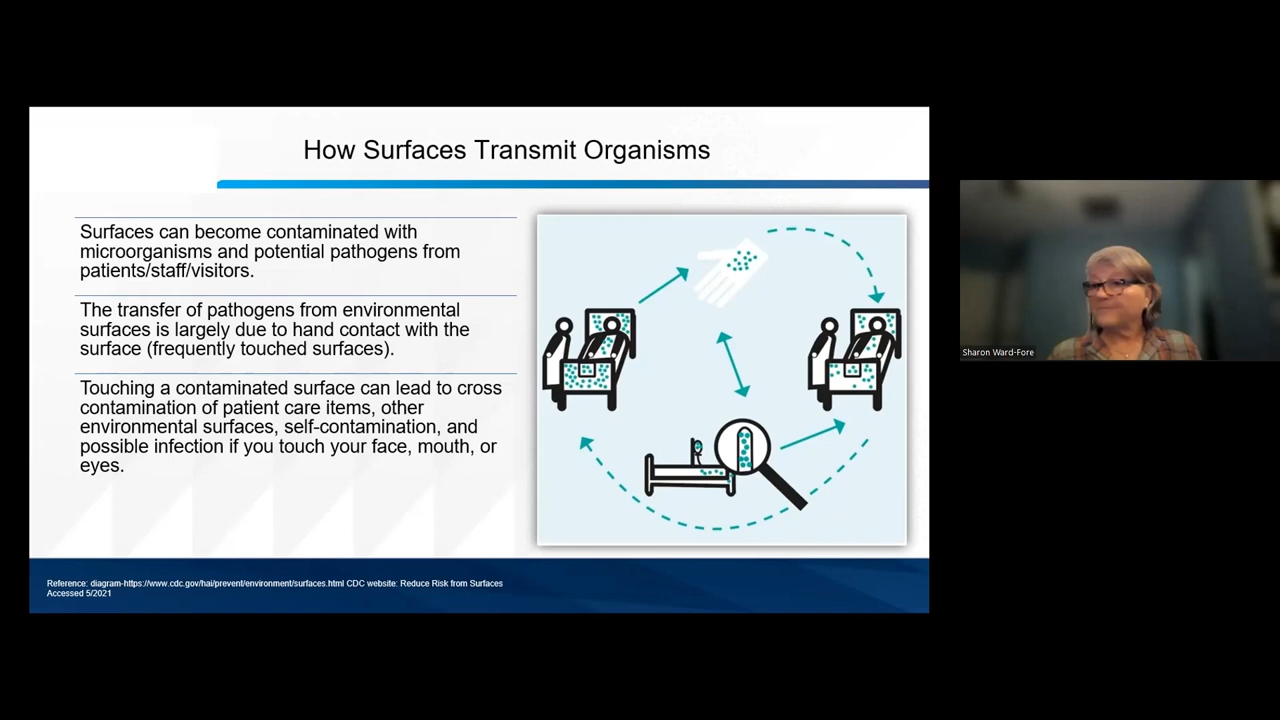 How Surfaces Transmit Organisms
Surfaces can become contaminated with
microorganisms and potential pathogens from
patients/staff/visitors.
The transfer of pathogens from environmental
surfaces is largely due to hand contact with the
surface (frequently touched surfaces).
Touching a contaminated surface can lead to cross
contamination of patient care items, other
environmental surfaces, self-contamination, and
possible infection if you touch your face, mouth, or
eyes.
Reference: diagram-https://www.cdc.gov/hai/prevent/environment/surfaces.html CDC website: Reduce Risk from Surfaces
Accessed 5/2021
Sharon Ward-Fore